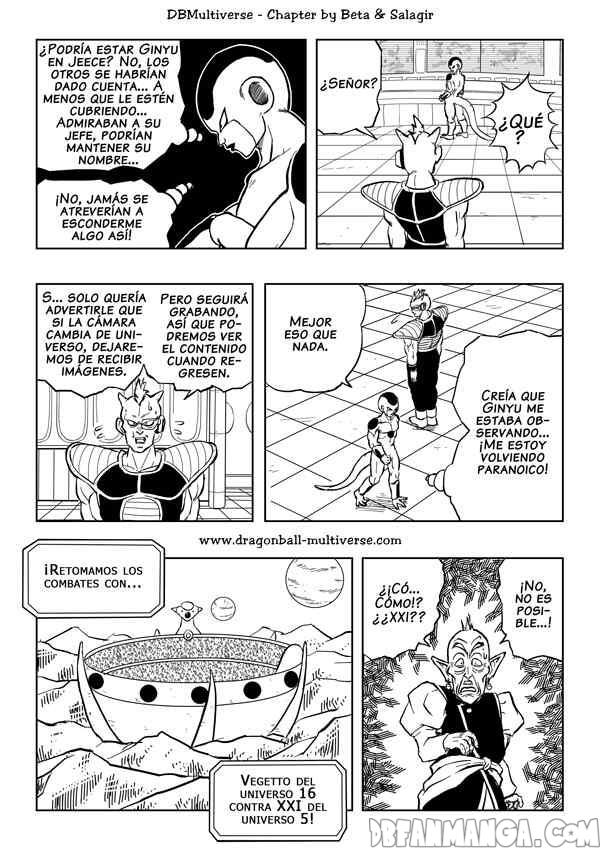 DBMultiverse - Chapter by Beta & Salagir
¿Podría estar Ginyu
en Jeece? No, los
otros se habrían
dado cuenta... A
menos que le estén
cubriendo...
Admiraban a su
jefe, podrían
mantener su
nombre...
¡No, jamás se
atreverían a
esconderme
algo así!
¿Señor?
¿Qué
?
S... solo quería
advertirle que
si la cámara
cambia de uni-
verso, dejare-
mos de recibir
imágenes.
Pero seguirá
grabando,
así que po-
dremos ver
el contenido
cuando re-
gresen.
Mejor
eso que
nada.
Creía que
Ginyu me
estaba ob-
servando...
¡Me estoy
volviendo
paranoico!
www.dragonball-multiverse.com
¡Retomamos los
combates con...
Vegetto del
universo 16
contra XXI del
universo 5!
¡¿Có...
Cómo!?
¿¿XXI??
¡No,
no es
posi-
ble...!
DBFANMANGA.COM